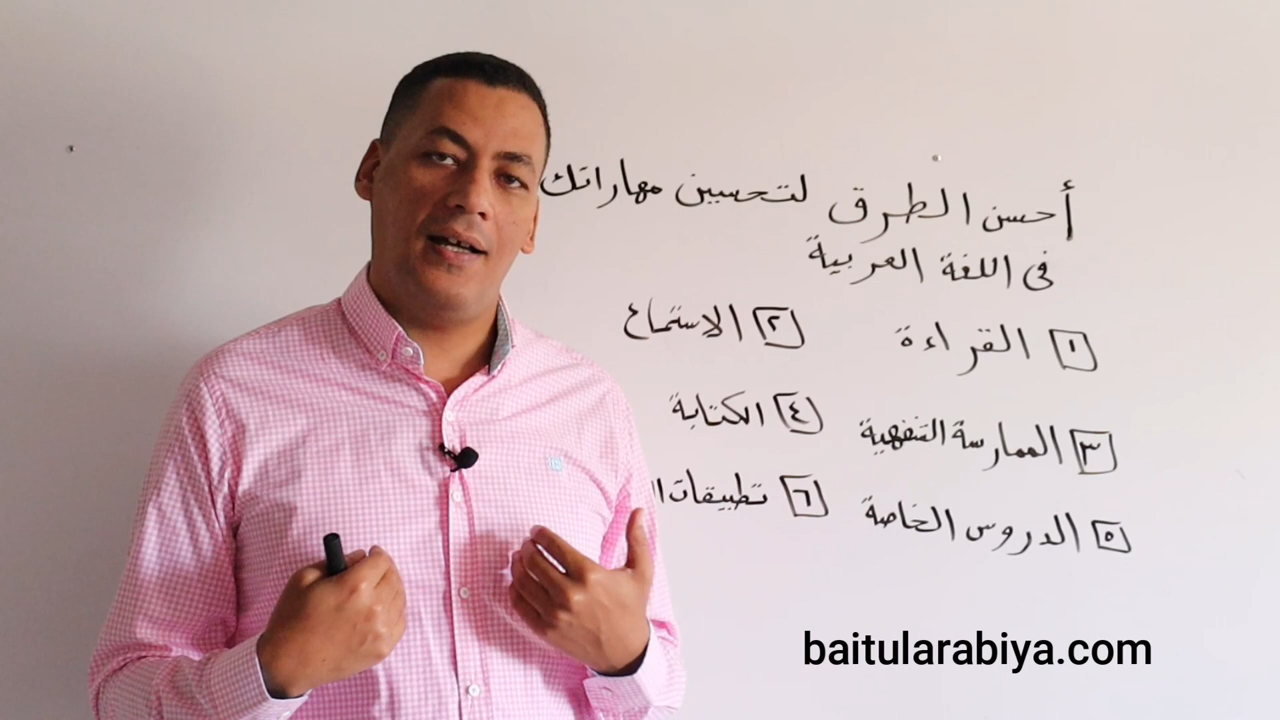 أحسن الطرق لتحسين مهاراتك
فى اللغة العربية
١ القراءة ٢ الاستماع
٣ الممارسة الشفهية ٤ الكتابة
٥ الدروس الخاصة ٦ تطبيقات
baitularabiya.com